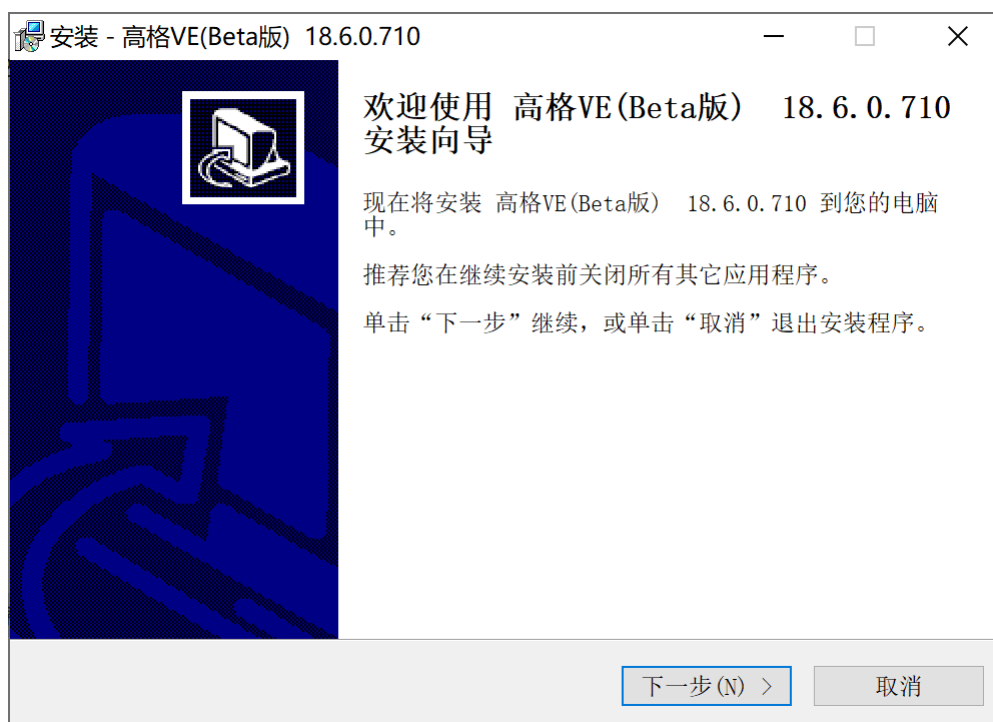 安装 - 高格VE(Beta版) 18.6.0.710
欢迎使用 高格VE(Beta版) 18.6.0.710
安装向导
现在将安装 高格VE(Beta版) 18.6.0.710 到您的电脑
中。
推荐您在继续安装前关闭所有其它应用程序。
单击“下一步”继续，或单击“取消”退出安装程序。
下一步(N) >
取消